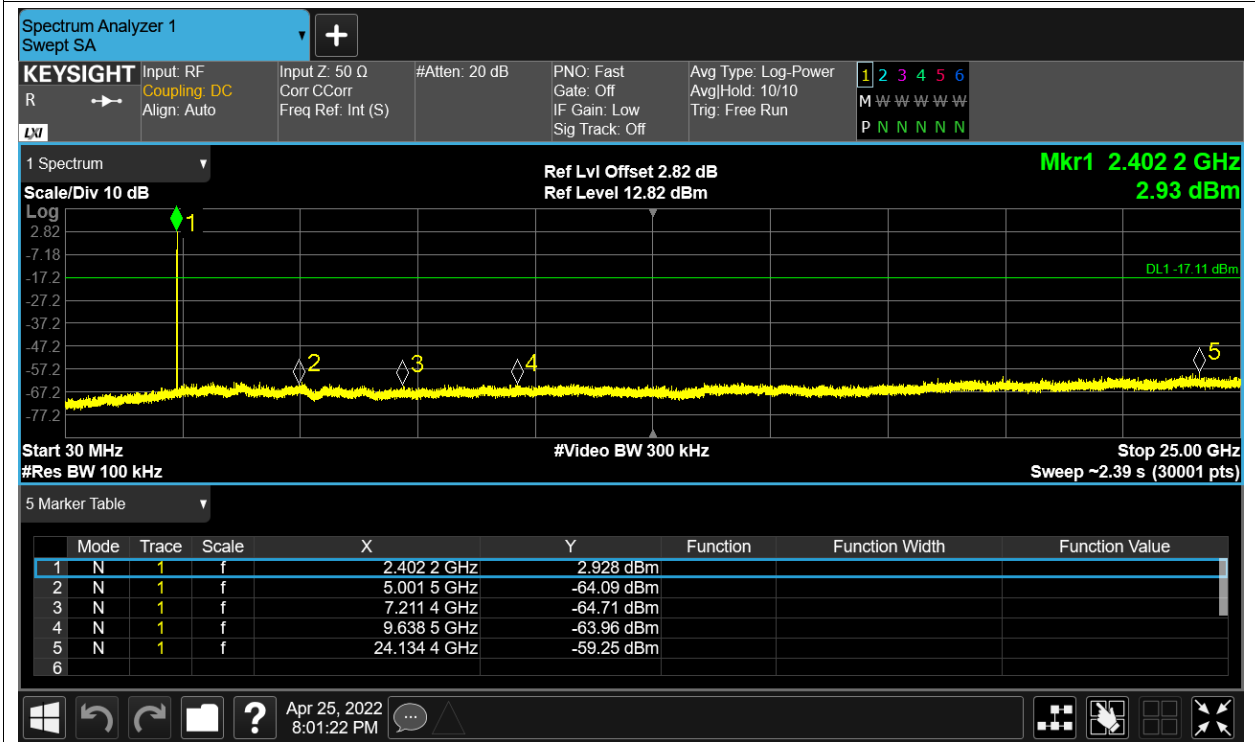 Spectrum Analyzer 1
Swept SA
KEYSIGHT
R
LXI
Input: RF
Coupling: DC
Align: Auto
Input Z: 50 Ω
Corr CCorr
Freq Ref: Int (S)
#Atten: 20 dB
PNO: Fast
Gate: Off
IF Gain: Low
Sig Track: Off
Avg Type: Log-Power
Avg|Hold: 10/10
Trig: Free Run
1 2 3 4 5 6
M W W W W W
P N N N N N
1 Spectrum
Scale/Div 10 dB
Ref Lvl Offset 2.82 dB
Ref Level 12.82 dBm
Mkr1 2.402 2 GHz
2.93 dBm
Log
2.82
-7.18
-17.2
-27.2
-37.2
-47.2
-57.2
-67.2
-77.2
1
DL1 -17.11 dBm
2
3
4
5
Start 30 MHz
#Video BW 300 kHz
Stop 25.00 GHz
#Res BW 100 kHz
Sweep ~2.39 s (30001 pts)
5 Marker Table
Mode Trace Scale X Y Function Function Width Function Value
1 N 1 f 2.402 2 GHz 2.928 dBm
2 N 1 f 5.001 5 GHz -64.09 dBm
3 N 1 f 7.211 4 GHz -64.71 dBm
4 N 1 f 9.638 5 GHz -63.96 dBm
5 N 1 f 24.134 4 GHz -59.25 dBm
6
?
Apr 25, 2022
8:01:22 PM